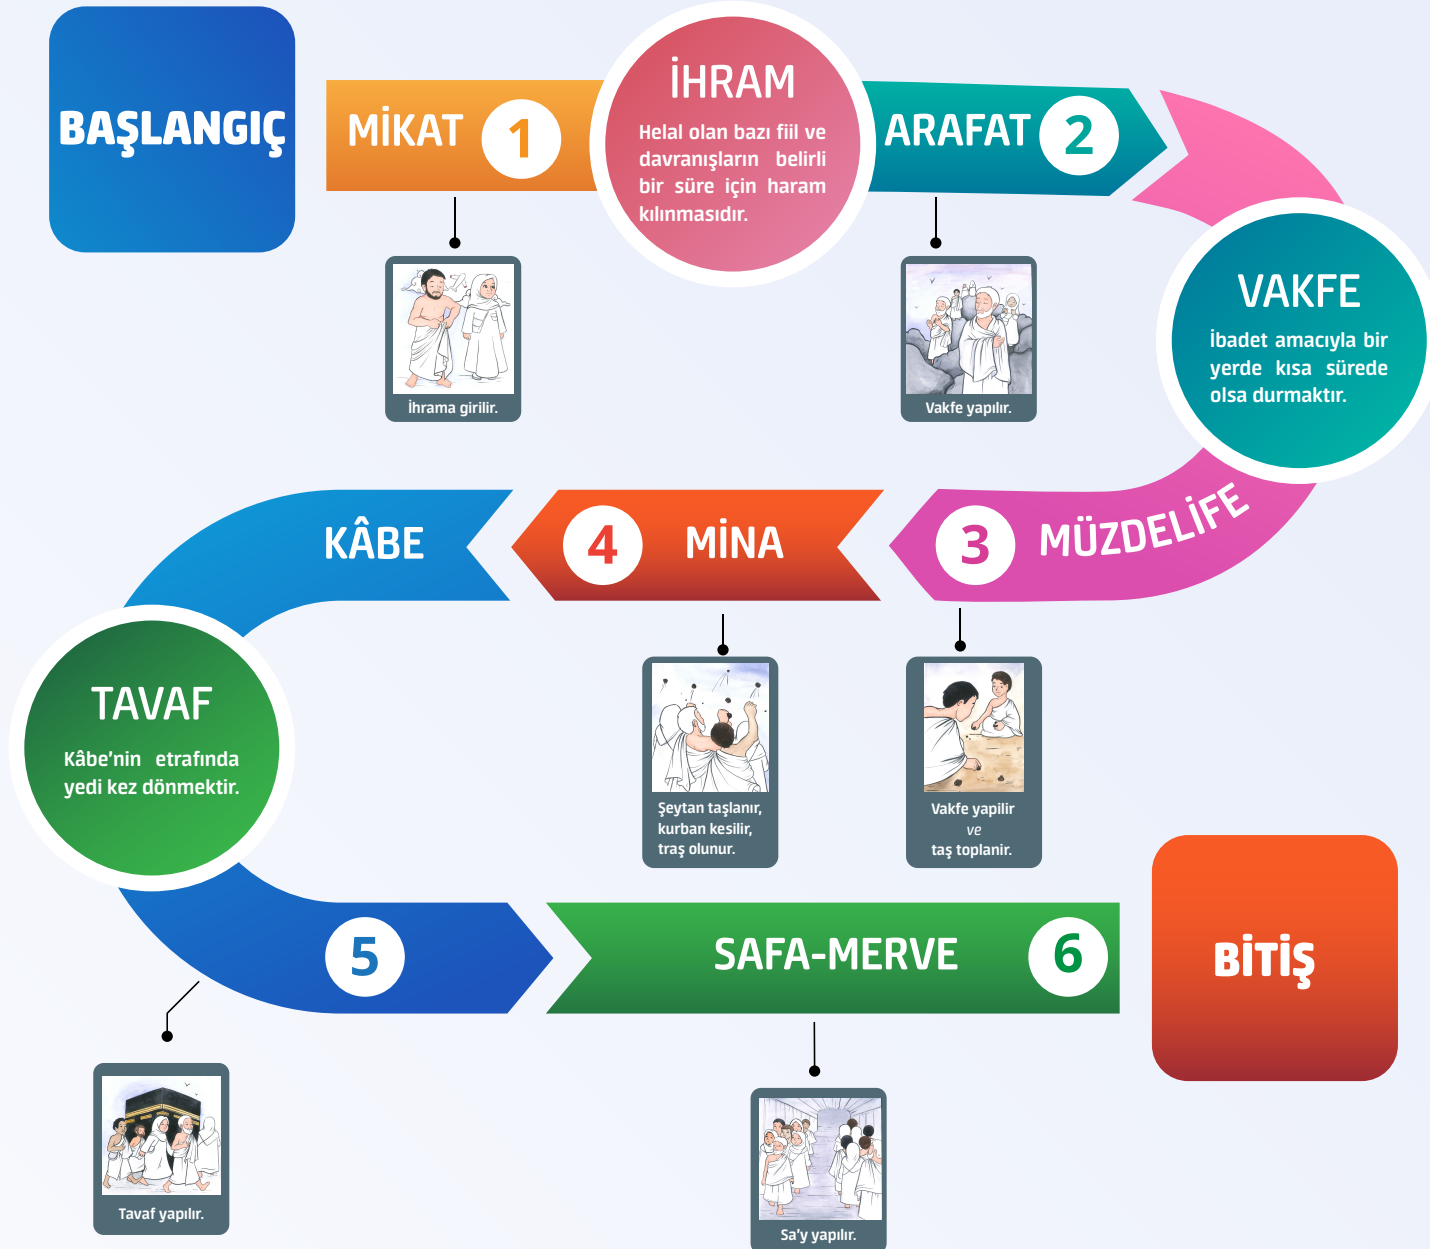 BAŞLANGIÇ
MİKAT 1
İHRAM
Helal olan bazı fiil ve
davranışların belirli
bir süre için haram
kılınmasıdır.
ARAFAT 2
İhrama girilir.
Vakfe yapılır.
VAKFE
İbadet amacıyla bir
yerde kısa sürede
olsa durmaktır.
3 MÜZDELİFE
4 MİNA
KÂBE
Vakfe yapilir
ve
taş toplanir.
Şeytan taşlanır,
kurban kesilir,
traş olunur.
TAVAF
Kâbe'nin etrafında
yedi kez dönmektir.
5
SAFA-MERVE 6
BİTİŞ
Tavaf yapılır.
Sa'y yapılır.